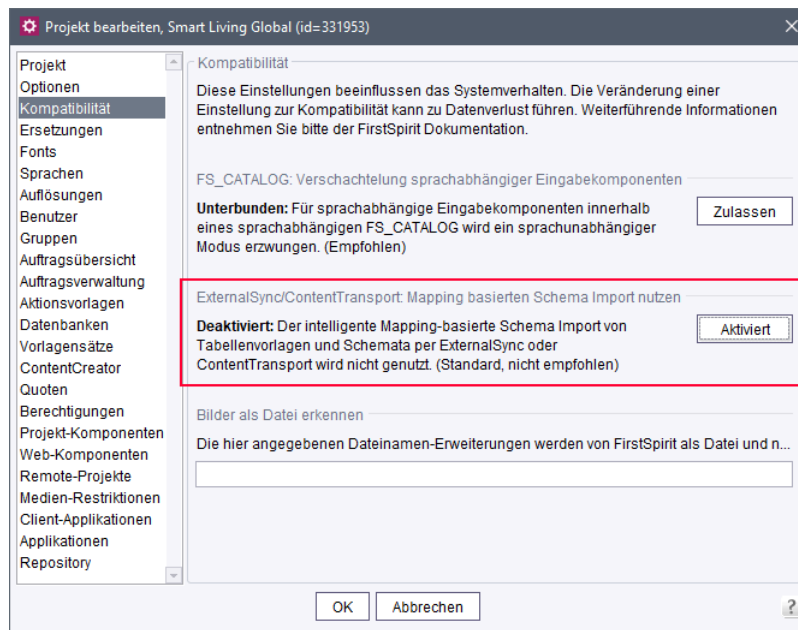 Projekt bearbeiten, Smart Living Global (id=331953)
Projekt
Optionen
Kompatibilität
Ersetzungen
Fonts
Sprachen
Auflösungen
Benutzer
Gruppen
Auftragsübersicht
Auftragsverwaltung
Aktionsvorlagen
Datenbanken
Vorlagensätze
ContentCreator
Quoten
Berechtigungen
Projekt-Komponenten
Web-Komponenten
Remote-Projekte
Medien-Restriktionen
Client-Applikationen
Applikationen
Repository
Kompatibilität
Diese Einstellungen beeinflussen das Systemverhalten. Die Veränderung einer
Einstellung zur Kompatibilität kann zu Datenverlust führen. Weiterführende Informationen
entnehmen Sie bitte der FirstSpirit Dokumentation.
FS_CATALOG: Verschachtelung sprachabhängiger Eingabekomponenten
Unterbunden: Für sprachabhängige Eingabekomponenten innerhalb
eines sprachabhängigen FS_CATALOG wird ein sprachunabhängiger
Modus erzwungen. (Empfohlen)
Zulassen
ExternalSync/ContentTransport: Mapping basierten Schema Import nutzen
Deaktiviert: Der intelligente Mapping-basierte Schema Import von
Tabellenvorlagen und Schemata per ExternalSync oder
ContentTransport wird nicht genutzt. (Standard, nicht empfohlen)
Aktiviert
Bilder als Datei erkennen
Die hier angegebenen Dateinamen-Erweiterungen werden von FirstSpirit als Datei und n...
OK
Abbrechen
?